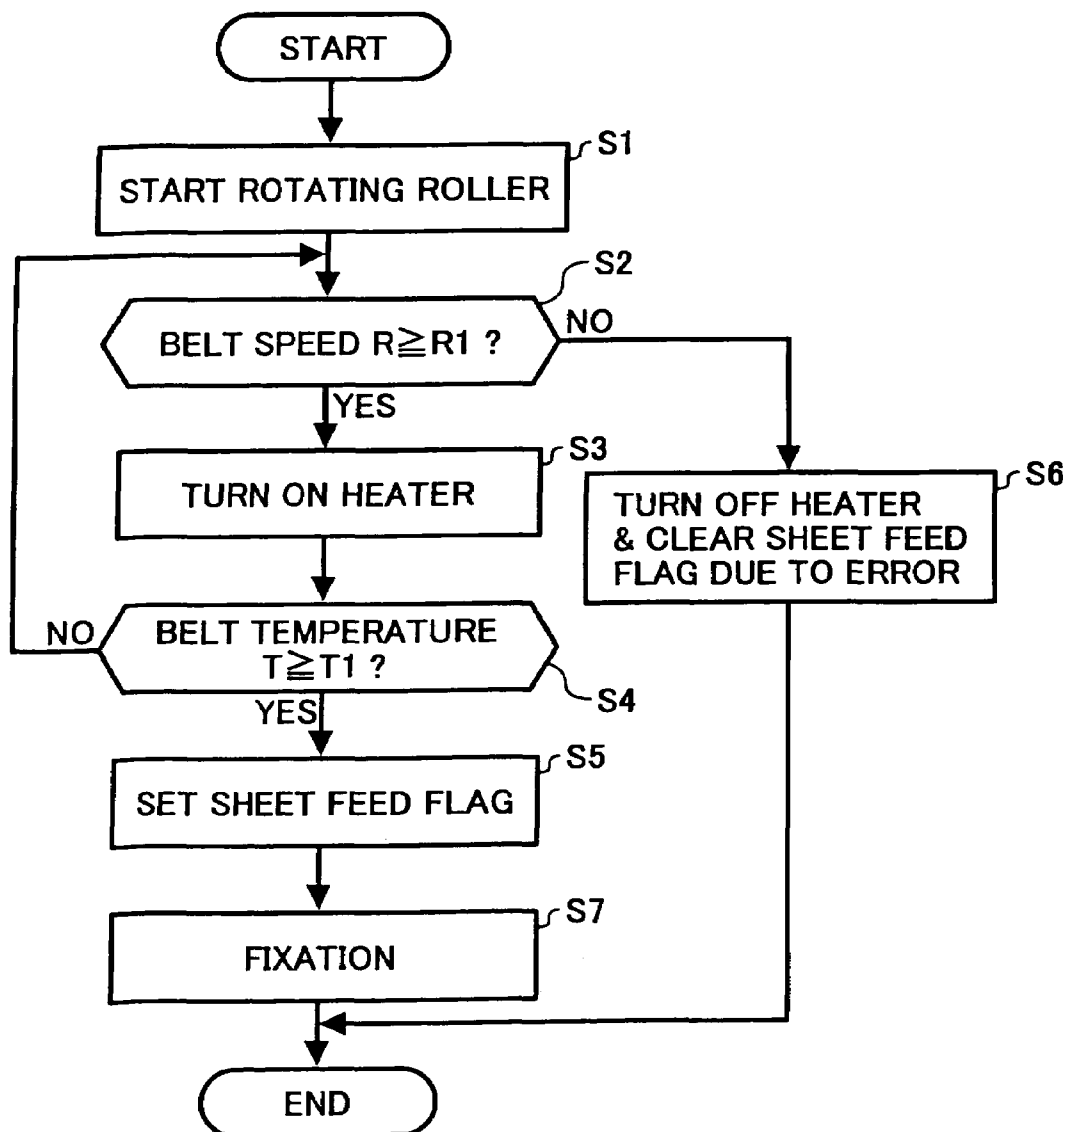 START
S1
START ROTATING ROLLER
S2
BELT SPEED R≧R1 ?
NO
YES
S3
TURN ON HEATER
S6
TURN OFF HEATER
& CLEAR SHEET FEED
FLAG DUE TO ERROR
NO
BELT TEMPERATURE
T≧T1 ?
S4
YES
S5
SET SHEET FEED FLAG
S7
FIXATION
END